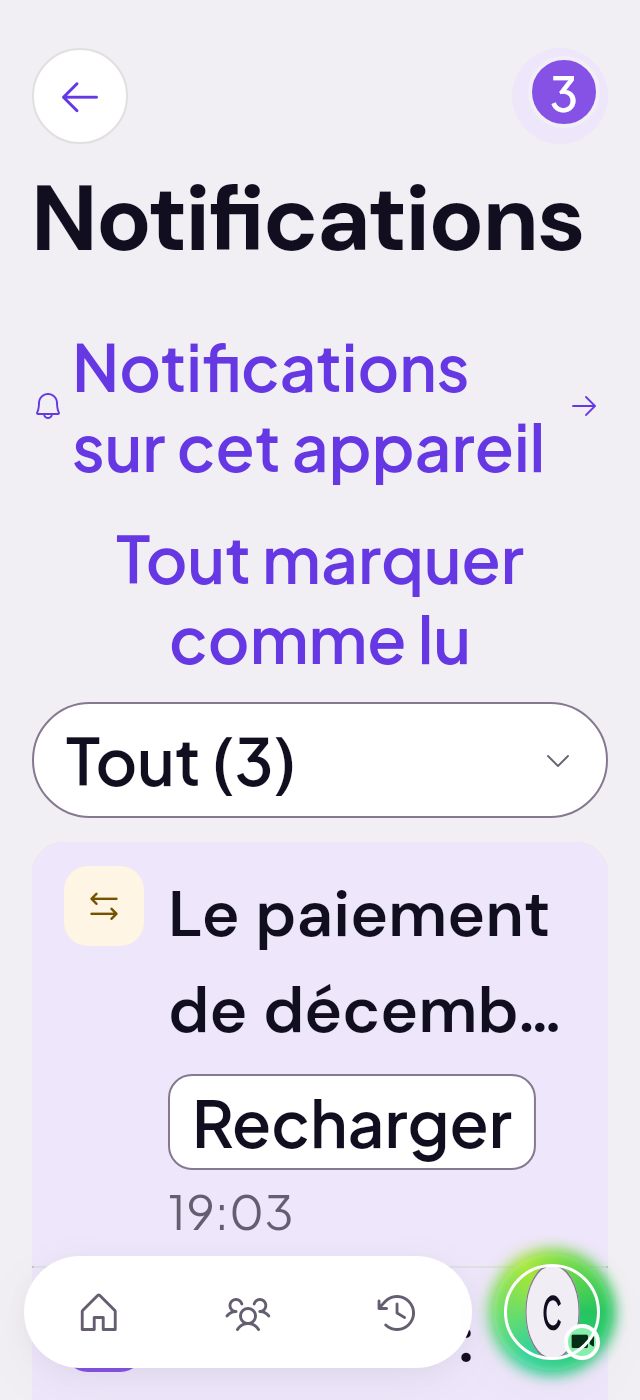 3
Notifications
Notifications
sur cet appareil
Tout marquer
comme lu
Tout (3)
Le paiement
de décemb…
Recharger
19:03
C